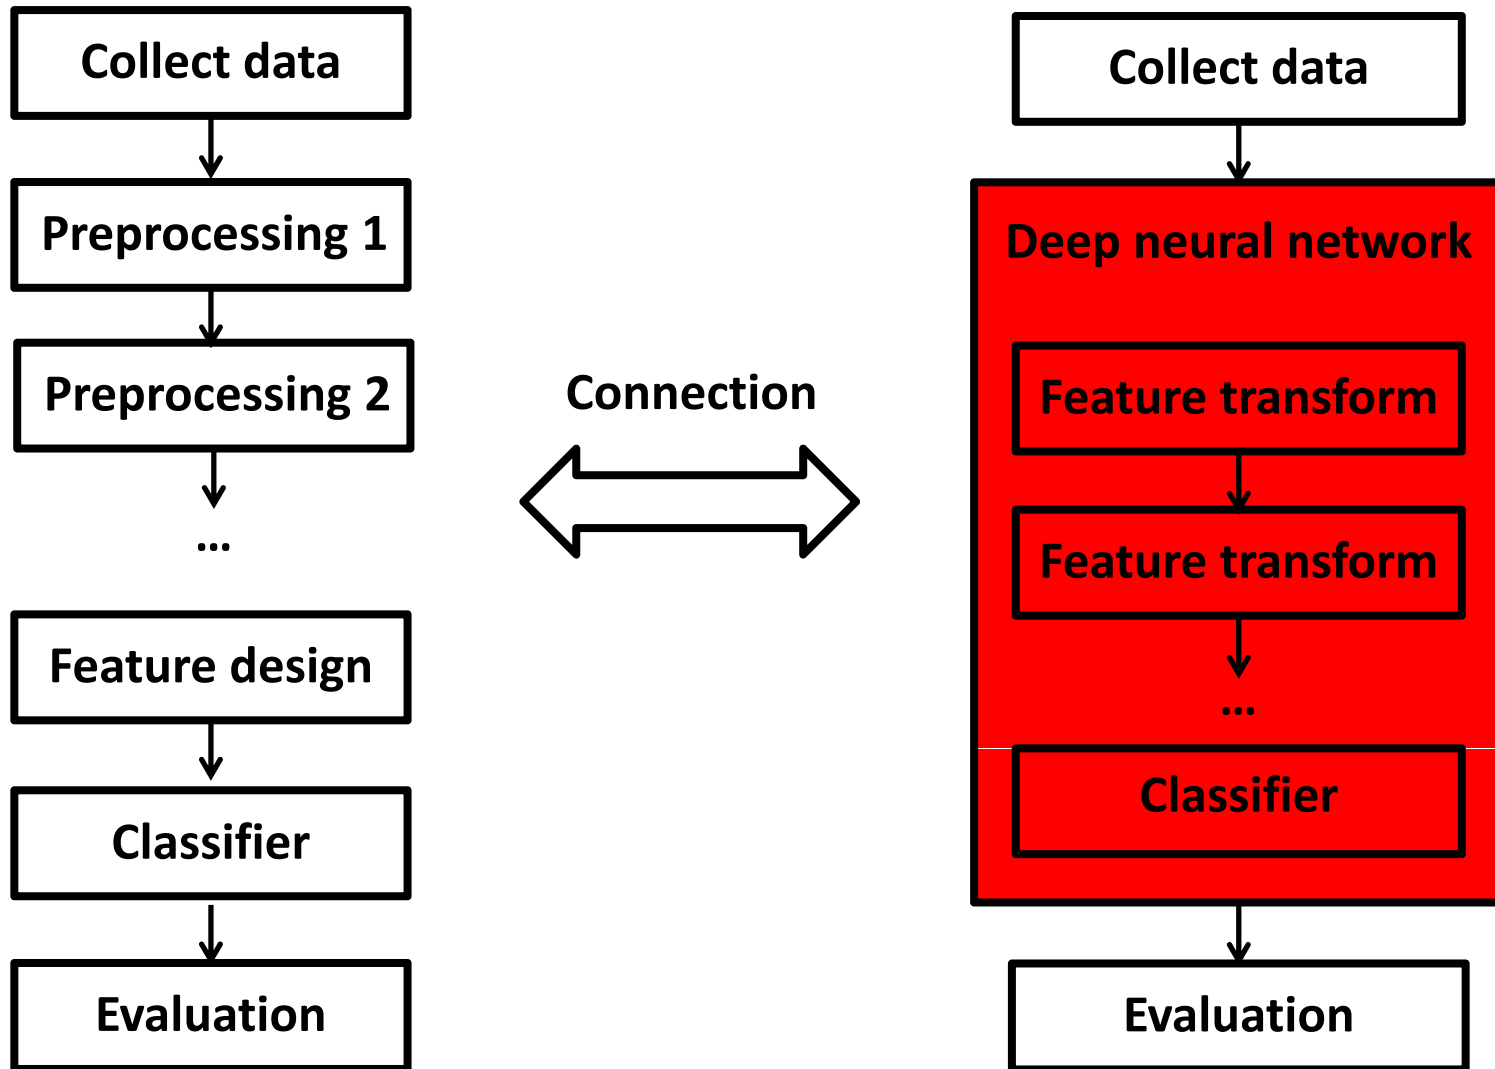 Collect data
Preprocessing 1
Preprocessing 2
...
Feature design
Classifier
Evaluation
Connection
Collect data
Deep neural network
Feature transform
Feature transform
...
Classifier
Evaluation